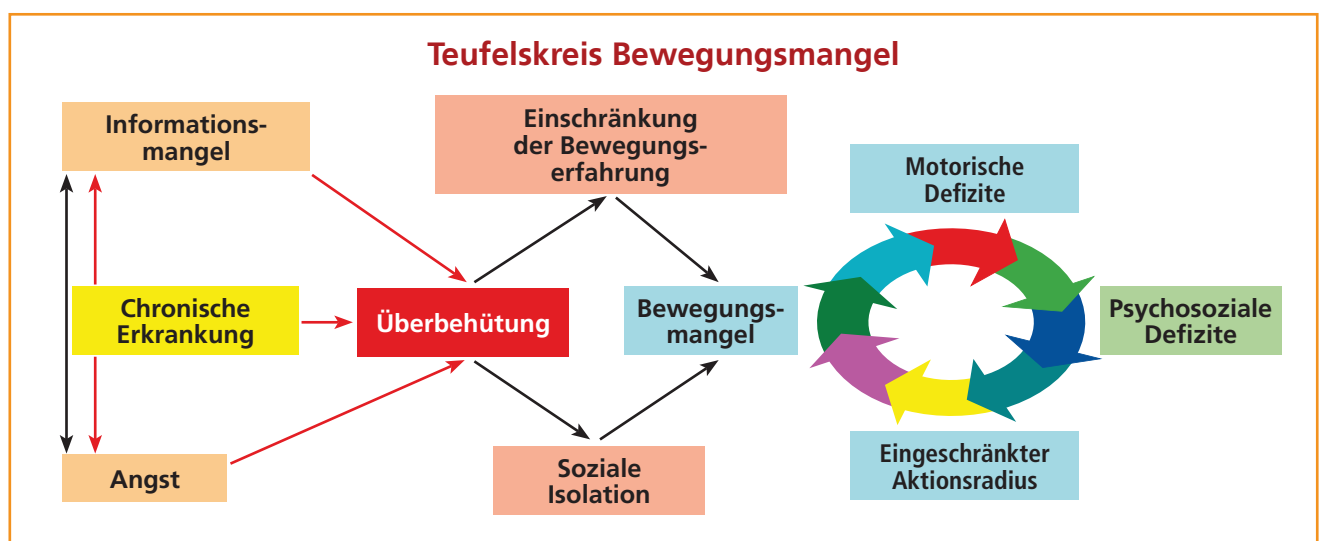 Teufelskreis Bewegungsmangel
Informations-
mangel
Einschränkung
der Bewegungs-
erfahrung
Motorische
Defizite
Chronische
Erkrankung
Überbehütung
Bewegungs-
mangel
Psychosoziale
Defizite
Angst
Soziale
Isolation
Eingeschränkter
Aktionsradius